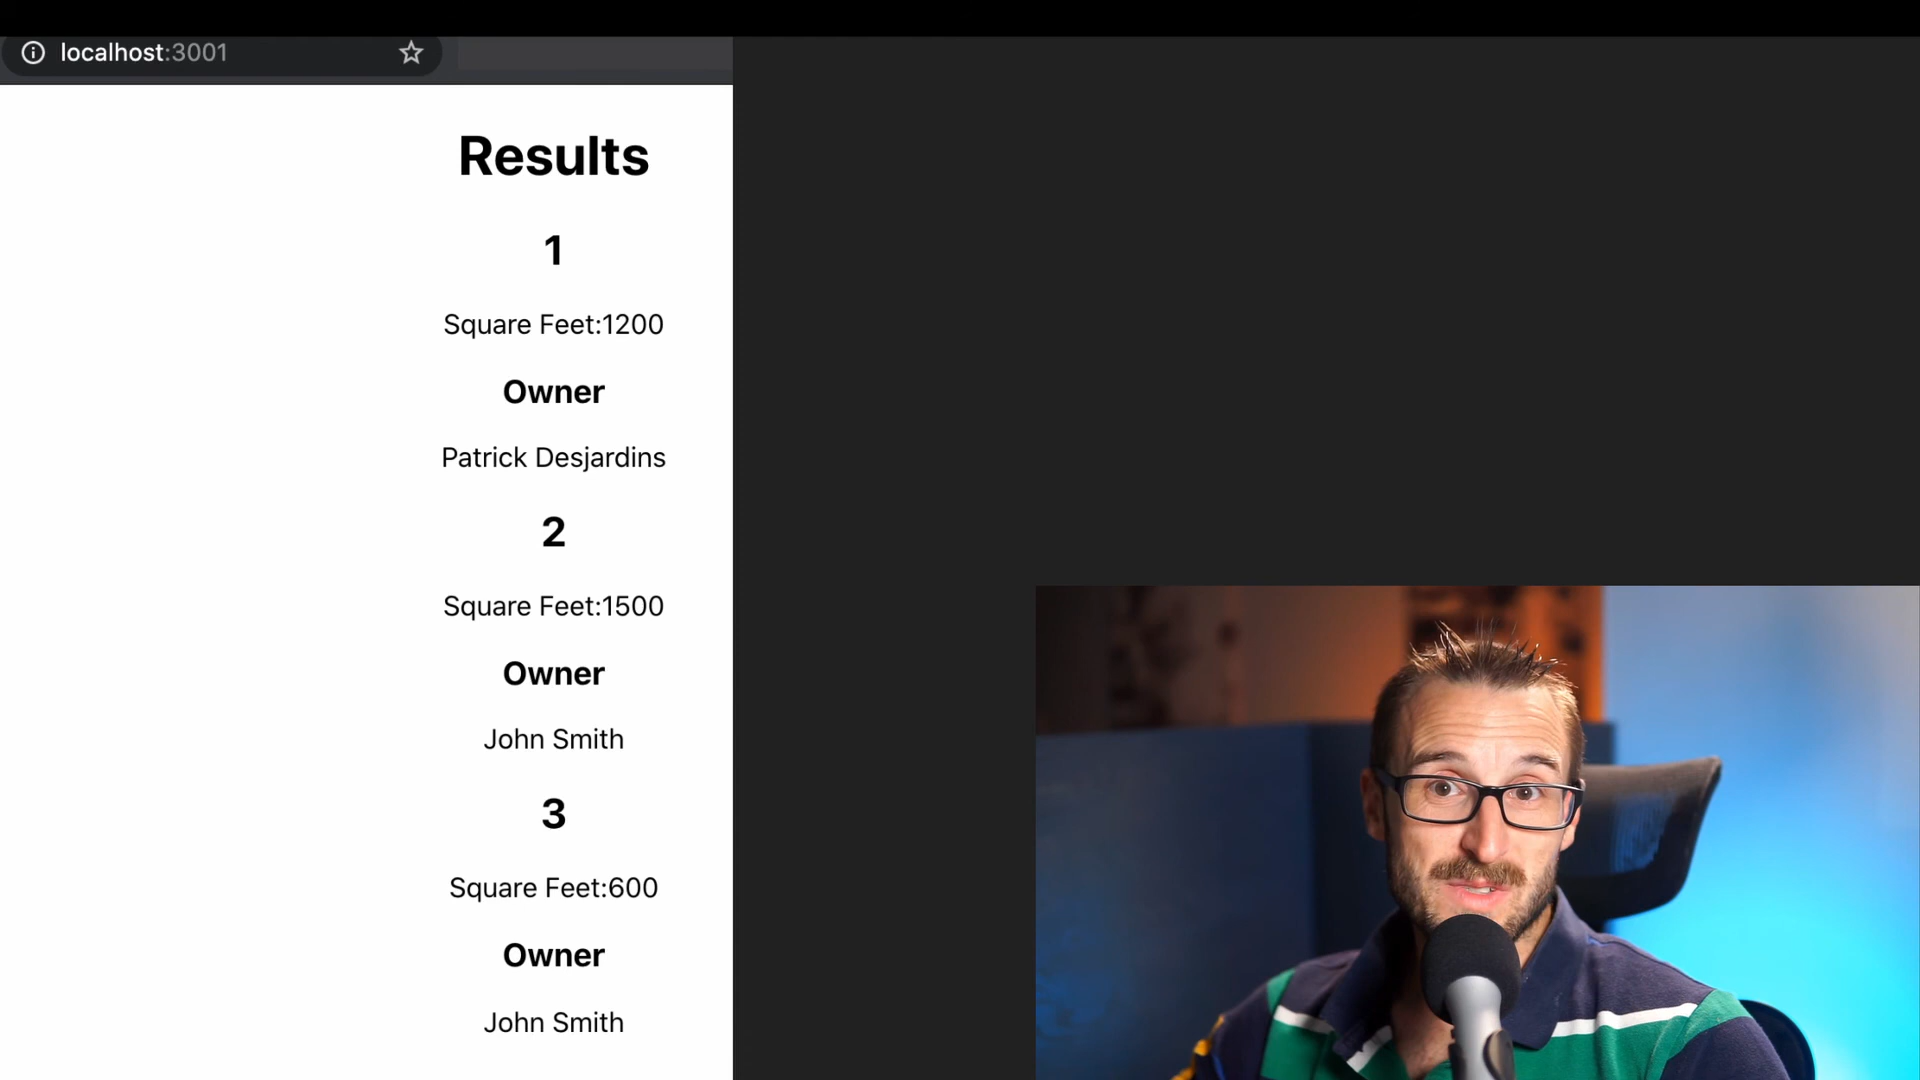 localhost:3001
Results
1
Square Feet:1200
Owner
Patrick Desjardins
2
Square Feet:1500
Owner
John Smith
3
Square Feet:600
Owner
John Smith